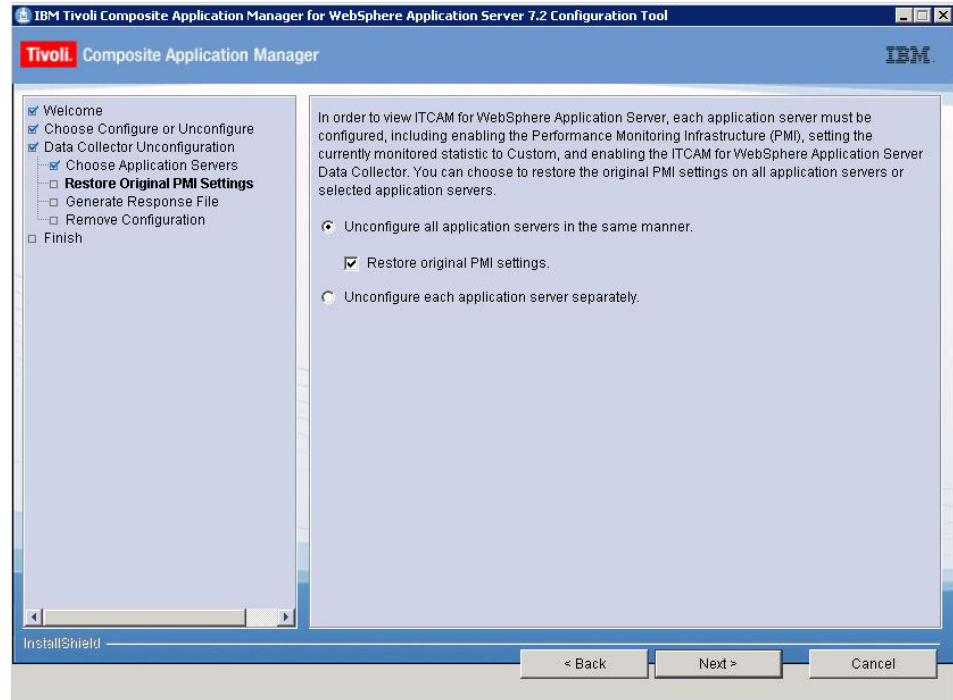 IBM Tivoli Composite Application Manager for WebSphere Application Server 7.2 Configuration Tool
Tivoli. Composite Application Manager
IBM.
Welcome
Choose Configure or Unconfigure
Data Collector Unconfiguration
Choose Application Servers
Restore Original PMI Settings
Generate Response File
Remove Configuration
Finish
In order to view ITCAM for WebSphere Application Server, each application server must be
configured, including enabling the Performance Monitoring Infrastructure (PMI), setting the
currently monitored statistic to Custom, and enabling the ITCAM for WebSphere Application Server
Data Collector. You can choose to restore the original PMI settings on all application servers or
selected application servers.
Unconfigure all application servers in the same manner.
Restore original PMI settings.
Unconfigure each application server separately.
InstallShield
< Back
Next >
Cancel